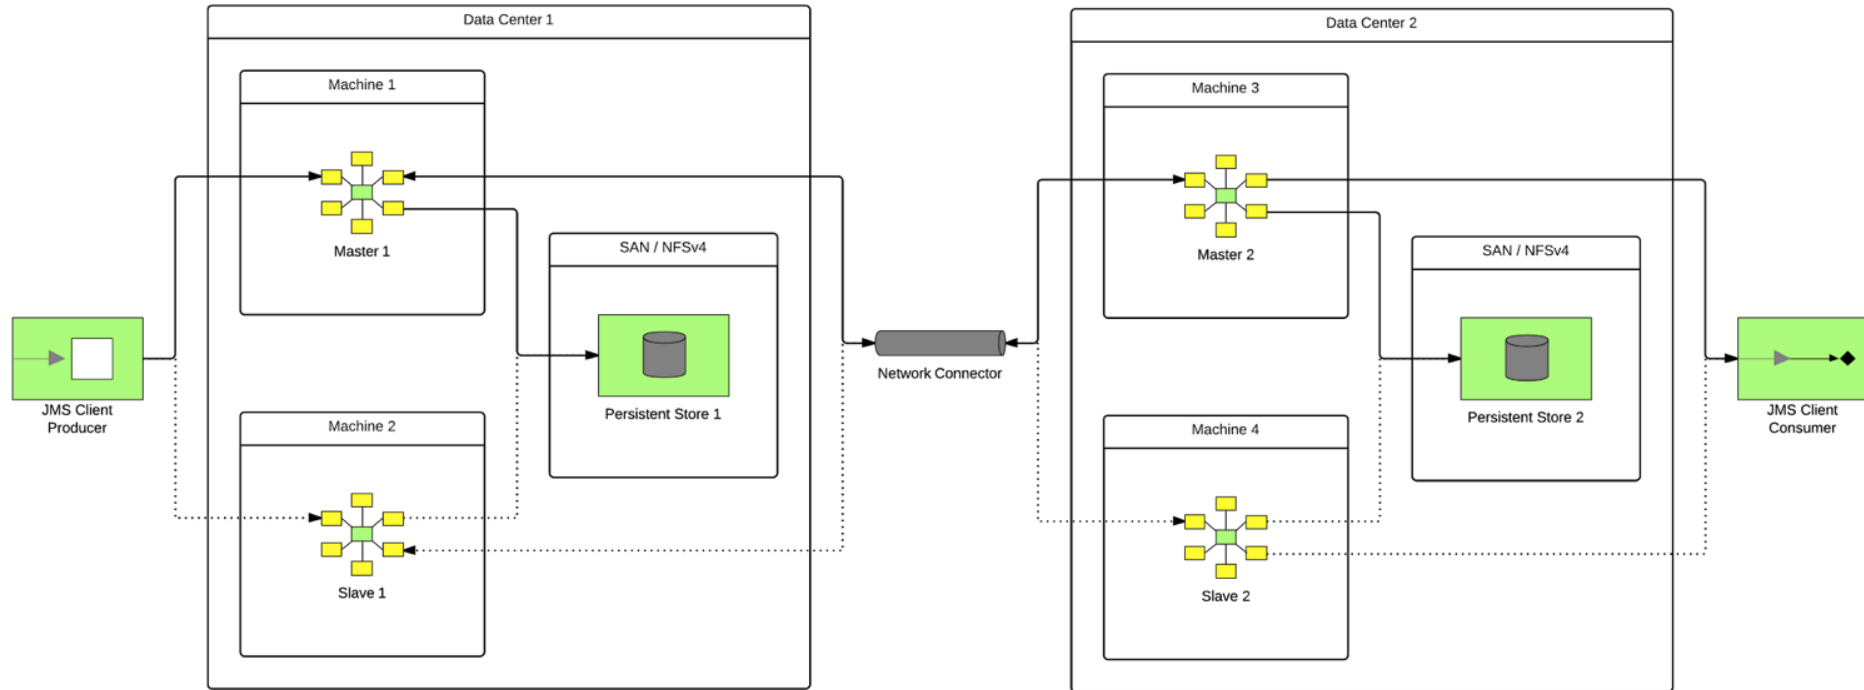 Data Center 1
Data Center 2
Machine 1
Machine 3
Master 1
Master 2
SAN / NFSv4
SAN / NFSv4
Network Connector
JMS Client
Producer
Persistent Store 1
Persistent Store 2
JMS Client
Consumer
Machine 2
Machine 4
Slave 1
Slave 2